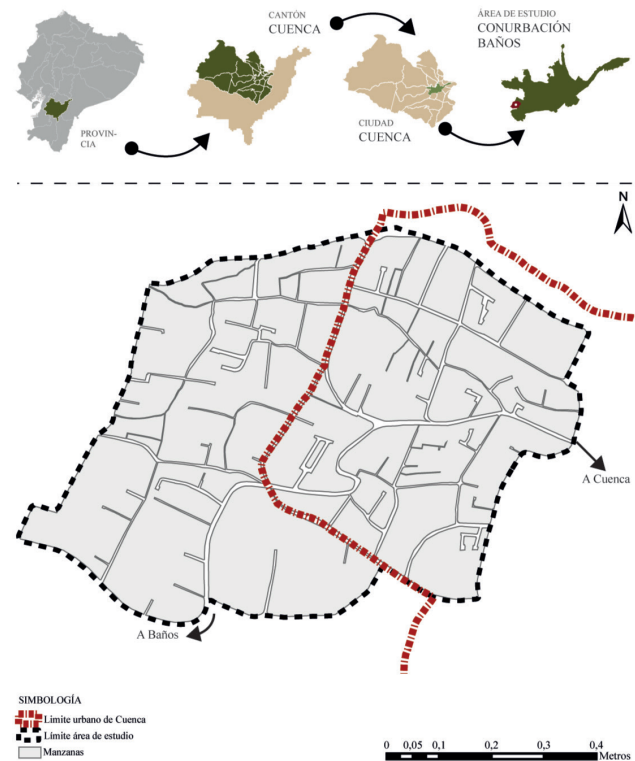 PROVIN-
CIA
CANTÓN
CUENCA
CIUDAD
CUENCA
ÁREA DE ESTUDIO
CONURBACIÓN
BAÑOS
N
A Cuenca
A Baños
SIMBOLOGÍA
Límite urbano de Cuenca
Límite área de estudio
Manzanas
0 0,05 0,1 0,2 0,3 0,4
Metros